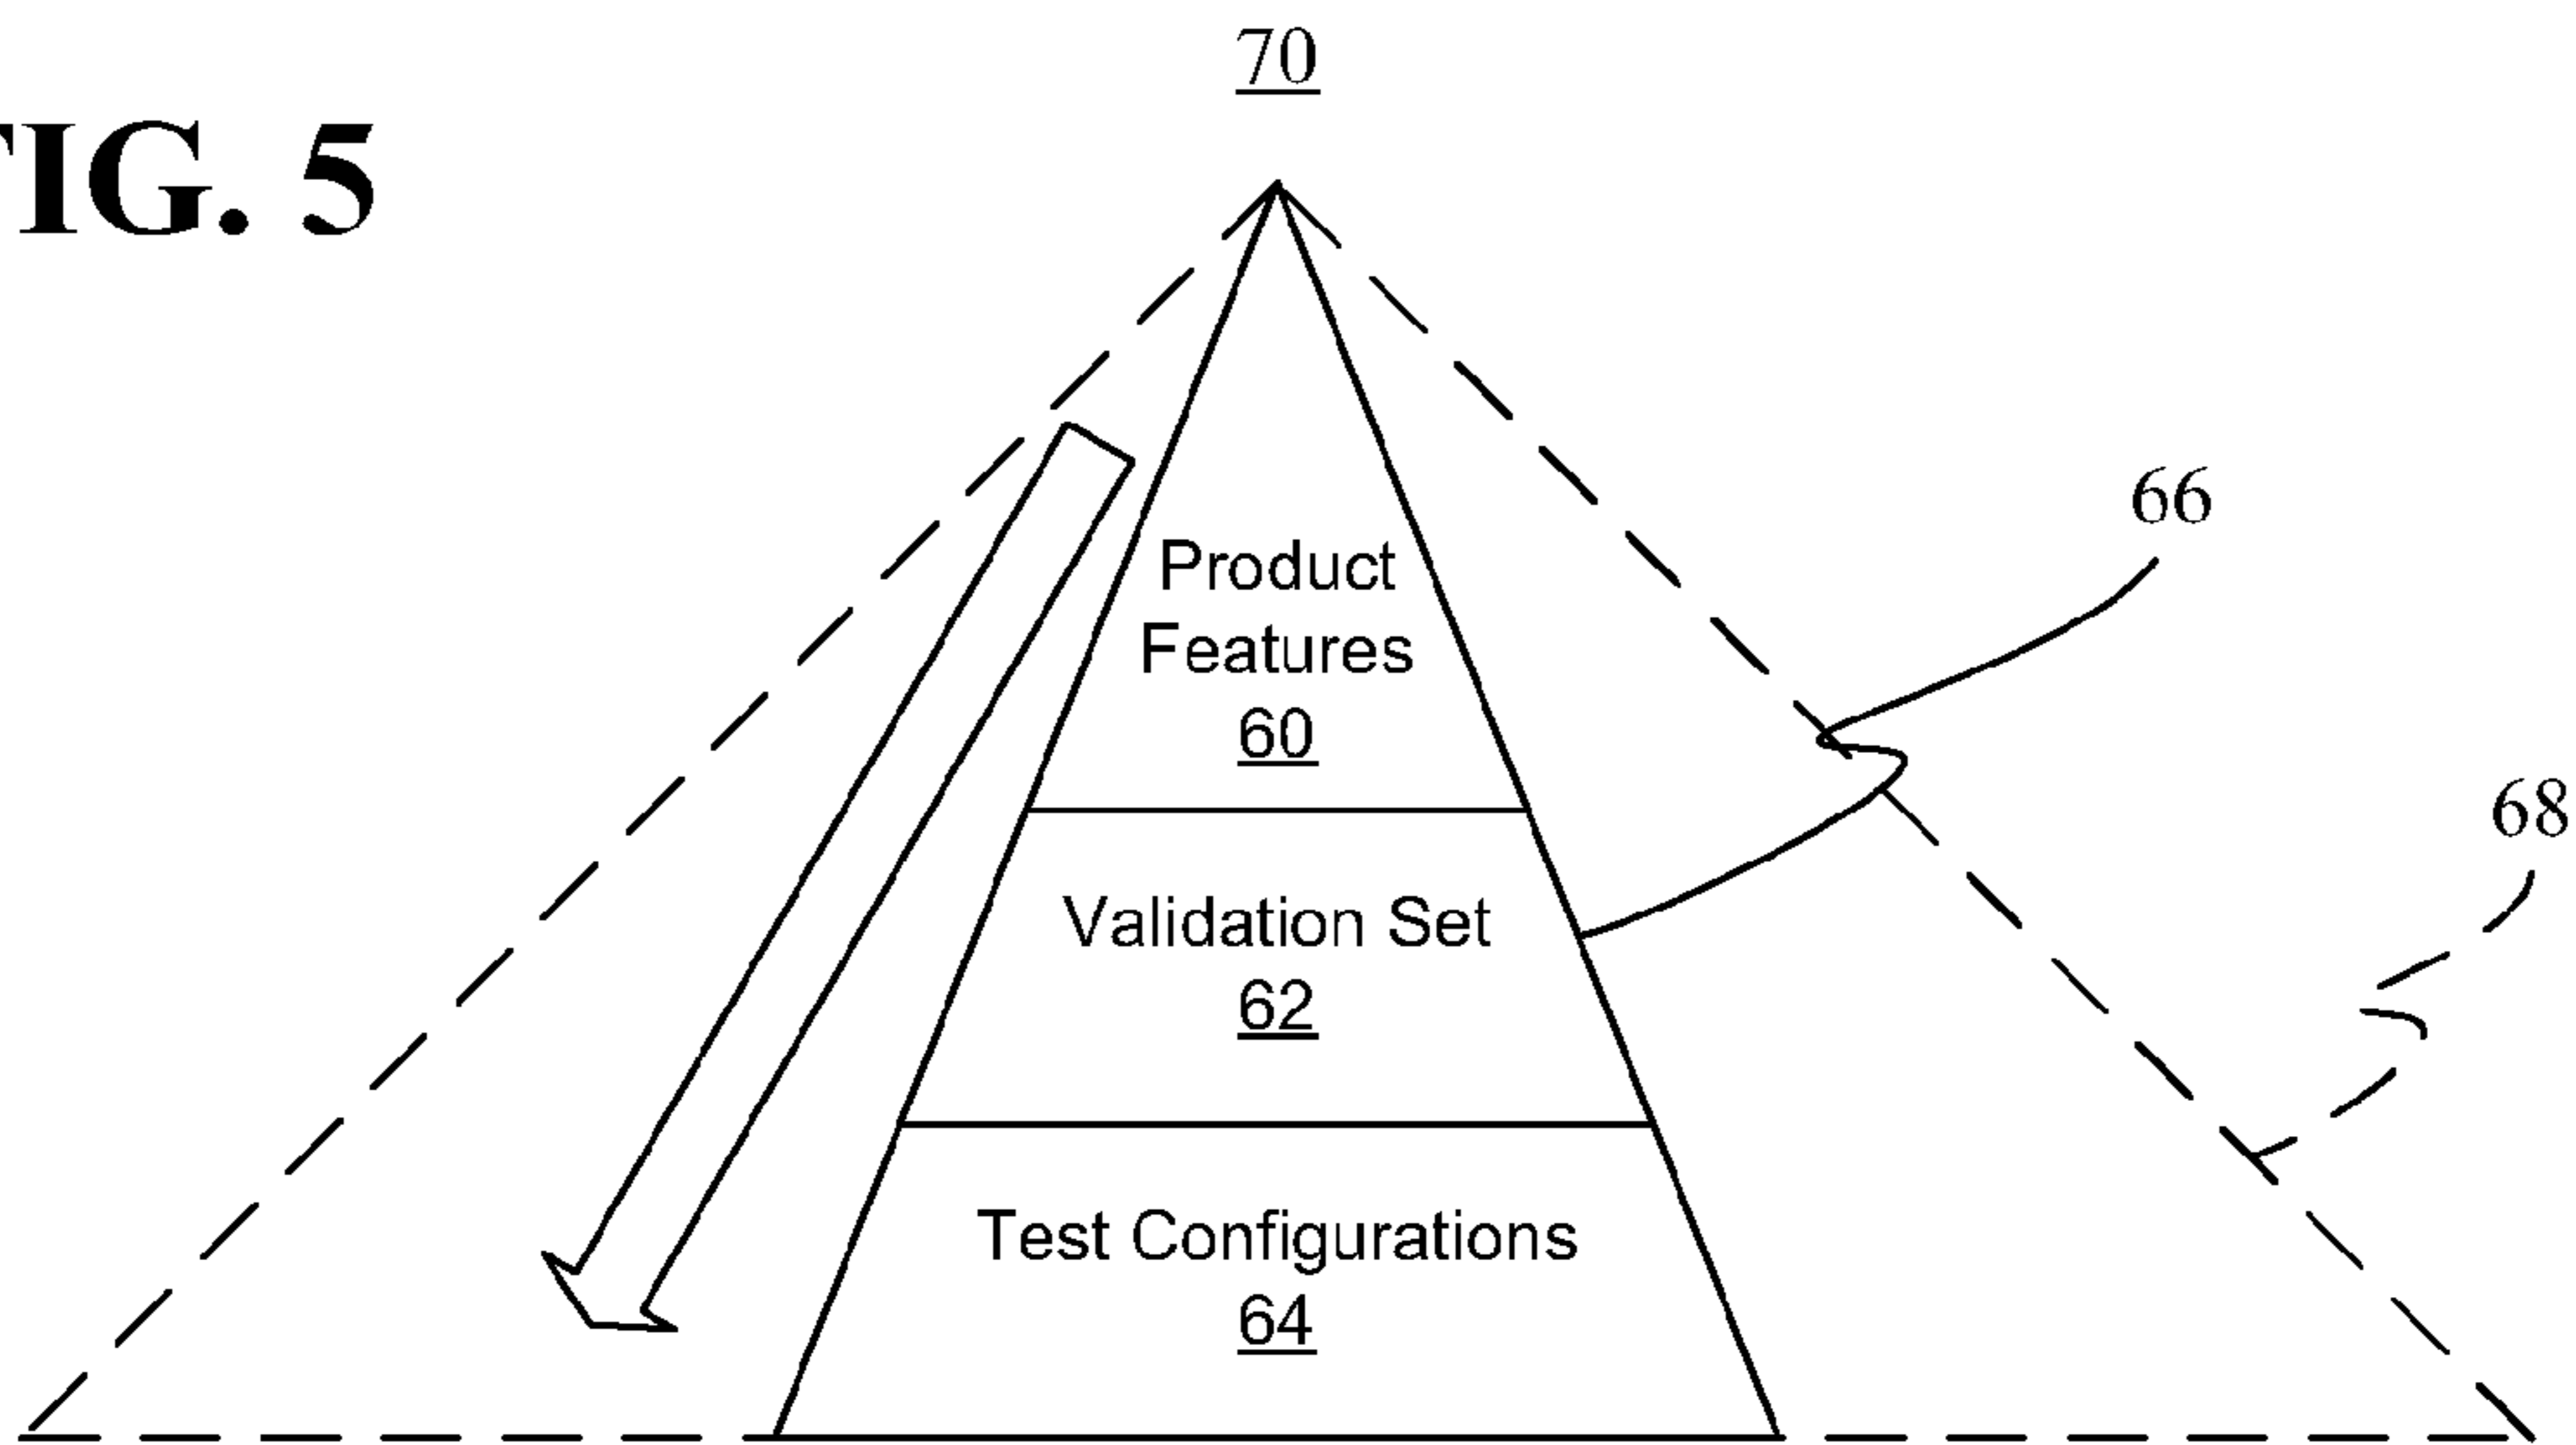 70
FIG. 5
66
Product
Features
60
68
Validation Set
62
Test Configurations
64